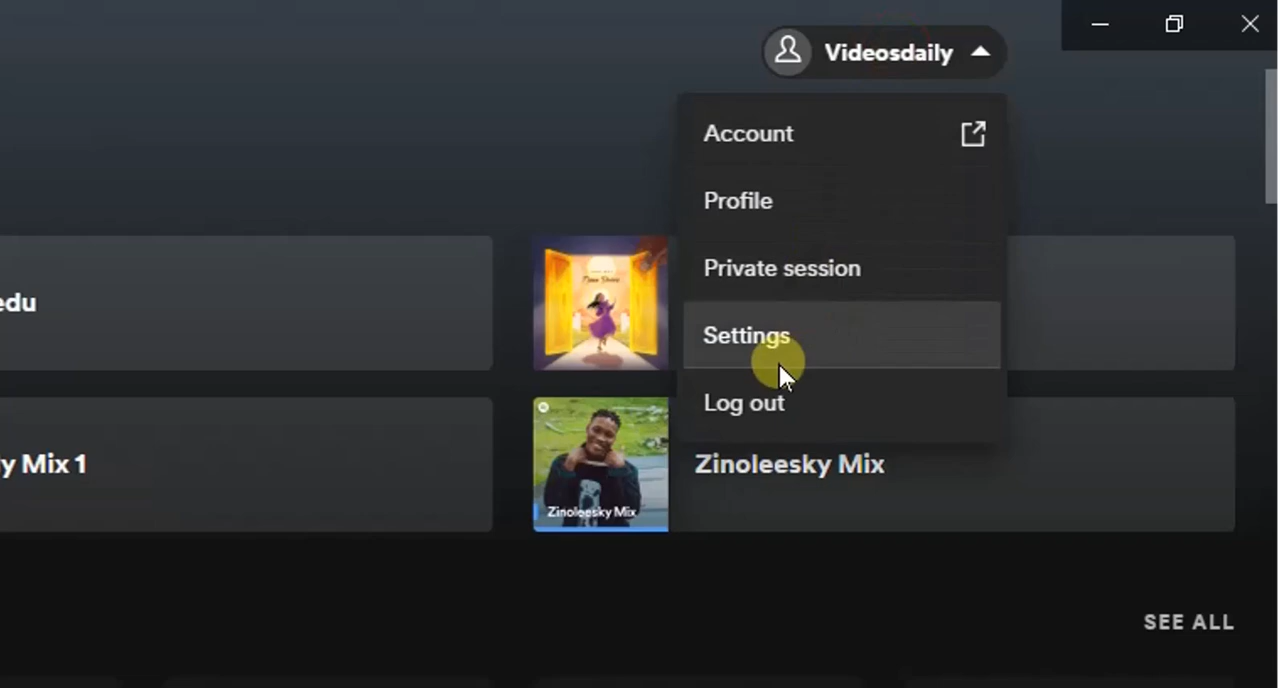 Videosdaily
Account
Profile
Private session
edu
Settings
Log out
y Mix 1
Zinoleesky Mix
Zinoleesky Mix
SEE ALL